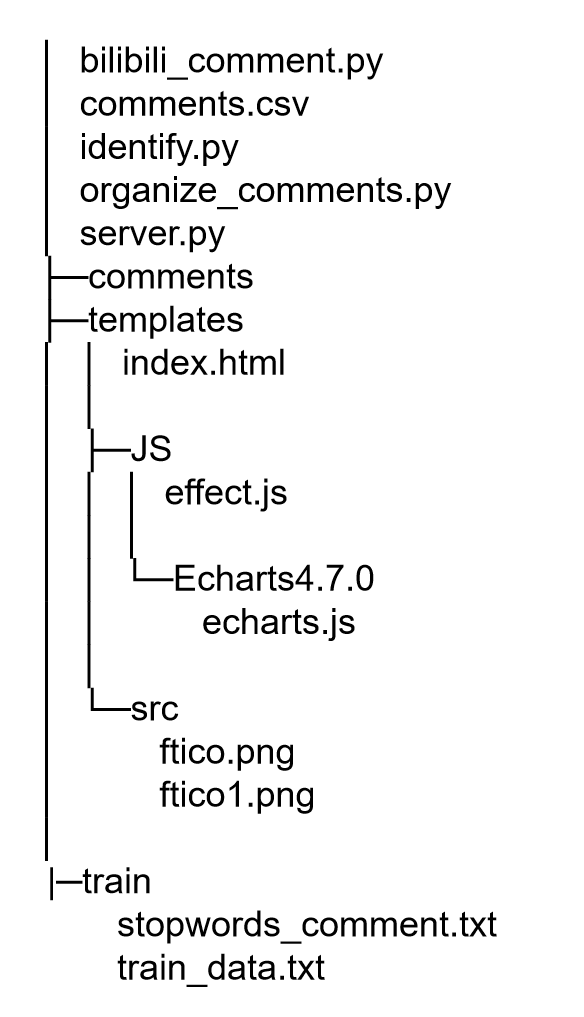 bilibili_comment.py
comments.csv
identify.py
organize_comments.py
server.py
├─comments
├─templates
│  │  index.html
│  │
│  ├─JS
│  │  │  effect.js
│  │  │
│  │  └─Echarts4.7.0
│  │      echarts.js
│  │
│  └─src
│      ftico.png
│      ftico1.png
│
|─train
stopwords_comment.txt
train_data.txt